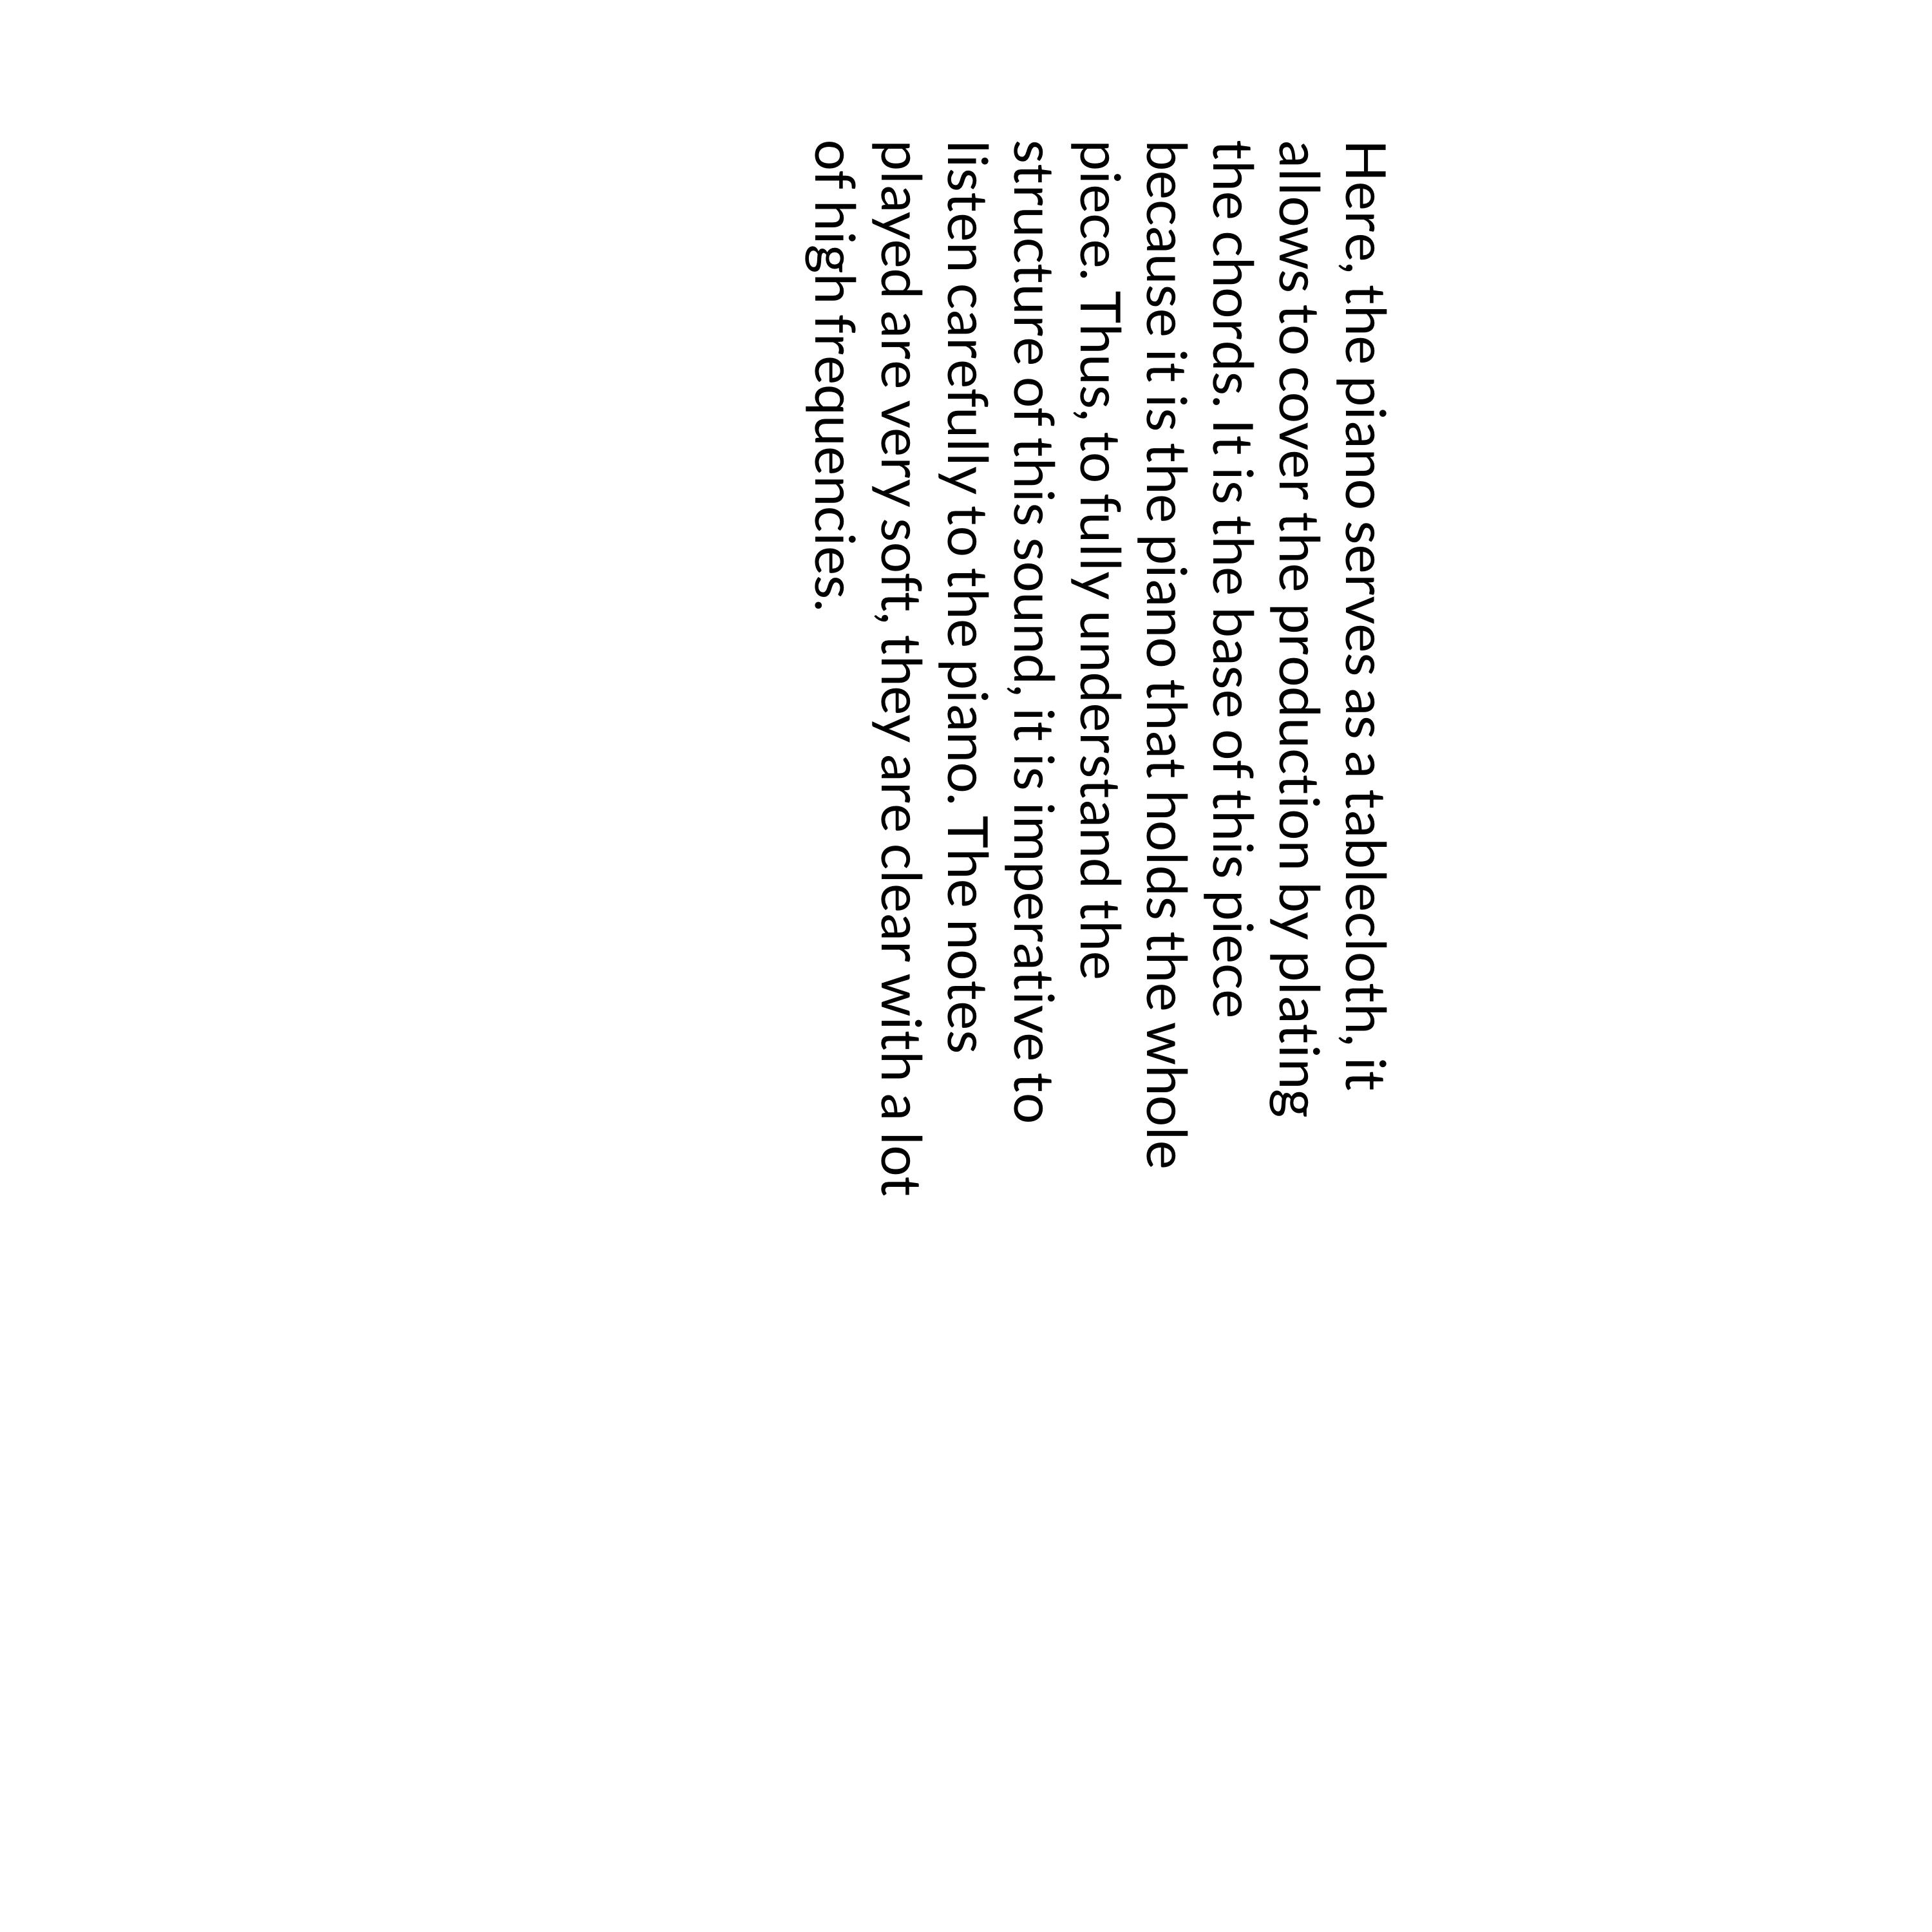 Here, the piano serves as a tablecloth, it
allows to cover the production by plating
the chords. It is the base of this piece
because it is the piano that holds the whole
piece. Thus, to fully understand the
structure of this sound, it is imperative to
listen carefully to the piano. The notes
played are very soft, they are clear with a lot
of high frequencies.